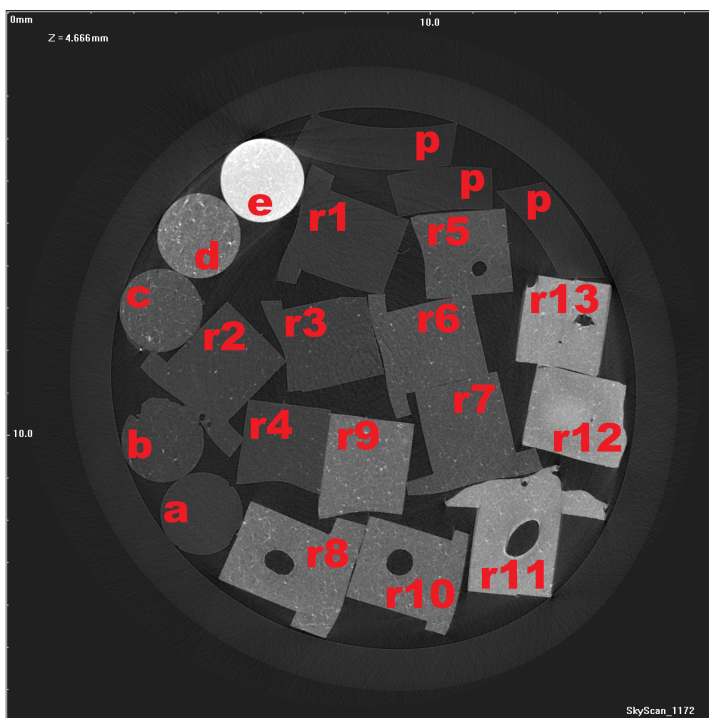 0mm
10.0
Z = 4.666mm
p
e
p
r1
p
d
r5
c
r13
r2
r3
r6
r7
10.0
b
r4
r9
r12
a
r8
r10
r11
SkyScan_1172